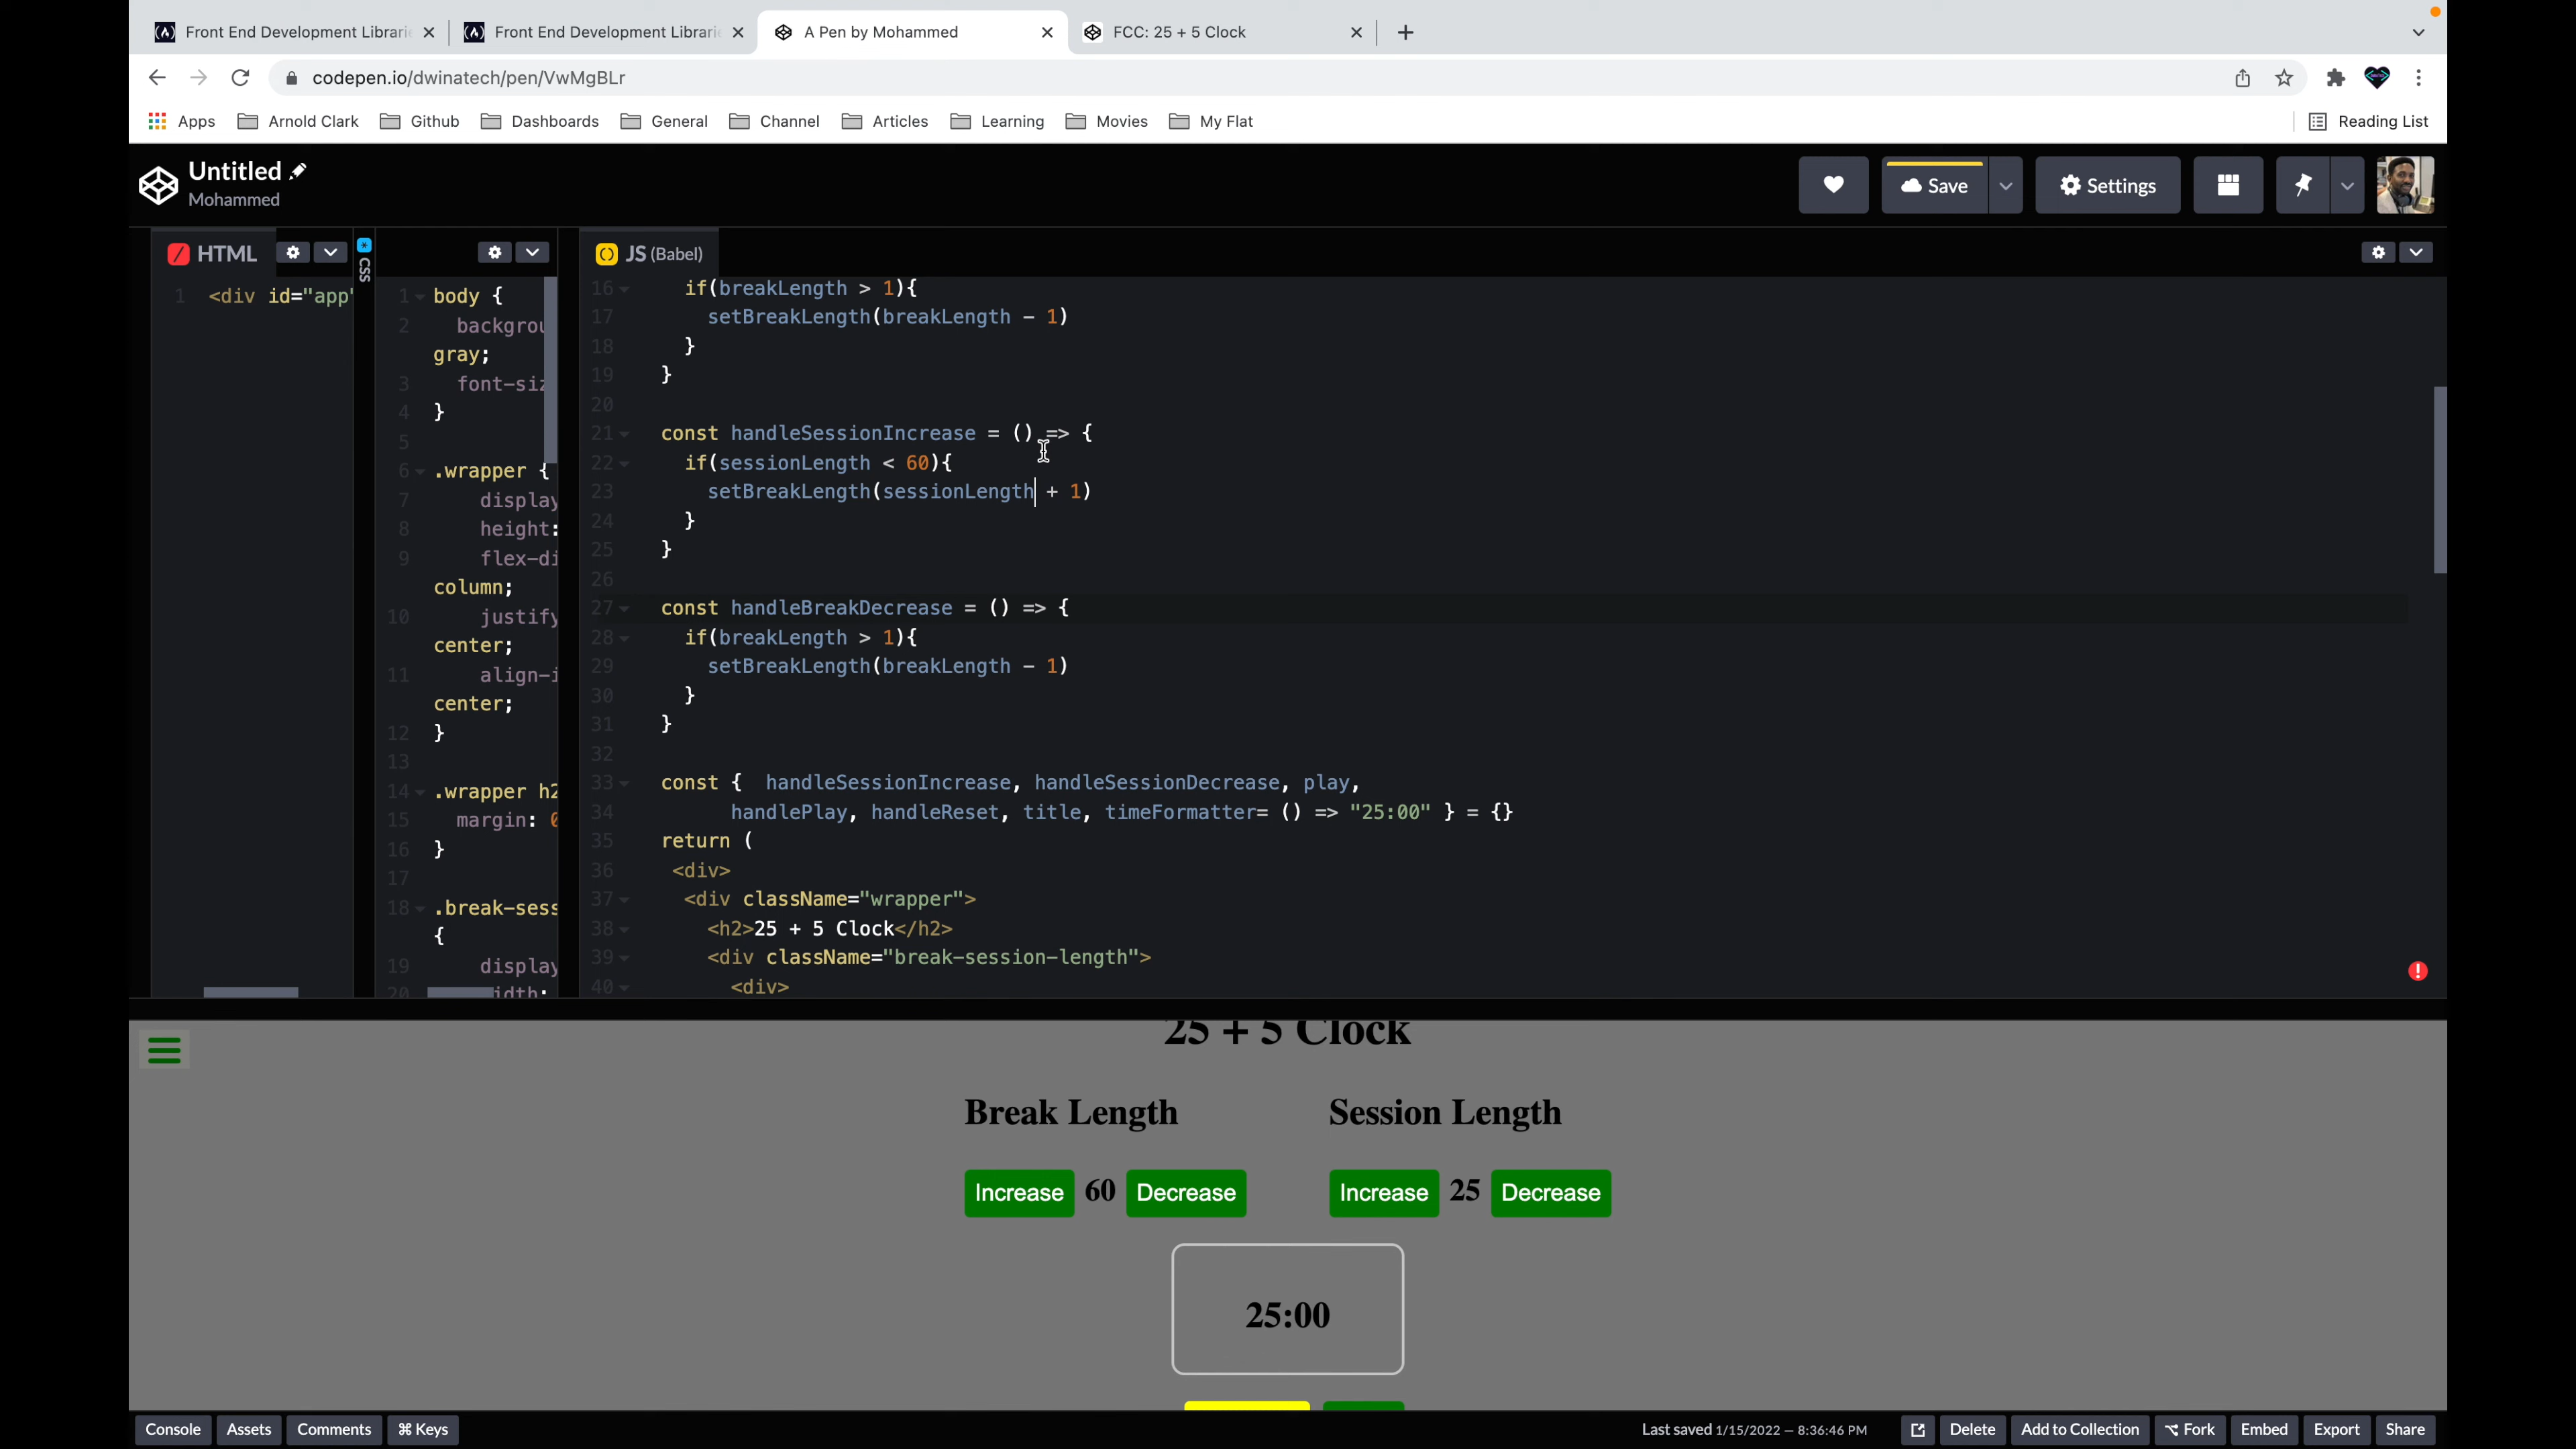 Front End Development Librari
Front End Development Librari
A Pen by Mohammed
FCC: 25 + 5 Clock
codepen.io/dwinatech/pen/VwMgBLr
Apps
Arnold Clark
Github
Dashboards
General
Channel
Articles
Learning
Movies
My Flat
Reading List
Untitled
Mohammed
Save
Settings
HTML
1 <div id="app"
CSS
1 body {
2 backgrou
gray;
3 font-siz
4 }
5
6 .wrapper {
7 display
8 height:
9 flex-di
column;
10 justify
center;
11 align-i
center;
12 }
13
14 .wrapper h2
15 margin: 0
16 }
17
18 .break-sess
{
19 display
20 idth:
JS (Babel)
16 if(breakLength > 1){
17 setBreakLength(breakLength - 1)
18 }
19 }
20
21 const handleSessionIncrease = () => {
22 if(sessionLength < 60){
23 setBreakLength(sessionLength + 1)
24 }
25 }
26
27 const handleBreakDecrease = () => {
28 if(breakLength > 1){
29 setBreakLength(breakLength - 1)
30 }
31 }
32
33 const {  handleSessionIncrease, handleSessionDecrease, play,
34 handlePlay, handleReset, title, timeFormatter= () => "25:00" } = {}
35 return (
36 <div>
37 <div className="wrapper">
38 <h2>25 + 5 Clock</h2>
39 <div className="break-session-length">
40 <div>
25 + 5 Clock
Break Length
Session Length
Increase 60 Decrease
Increase 25 Decrease
25:00
Console
Assets
Comments
⌘ Keys
Last saved 1/15/2022 — 8:36:46 PM
Delete
Add to Collection
⌥ Fork
Embed
Export
Share